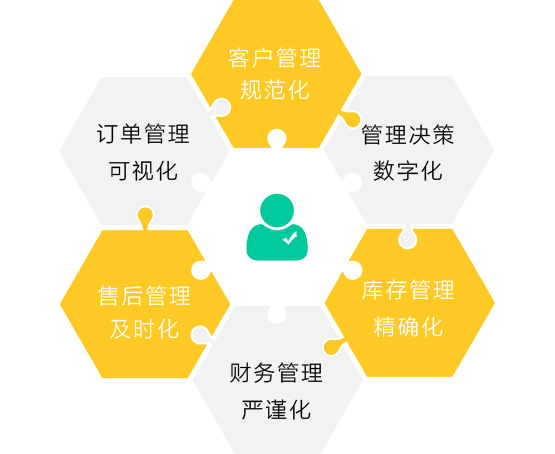 客户管理
规范化
订单管理
可视化
管理决策
数字化
售后管理
及时化
库存管理
精确化
财务管理
严谨化